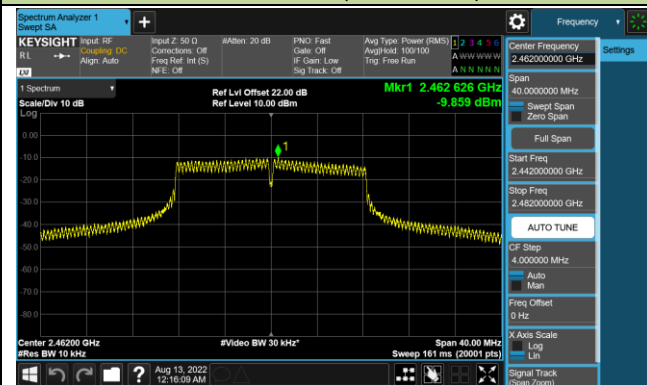 Spectrum Analyzer 1
Swept SA
Frequency
KEYSIGHT
RL
LXI
Input: RF
Coupling: DC
Align: Auto
Input Z: 50 Ω
Corrections: Off
Freq Ref: Int (S)
NFE: Off
#Atten: 20 dB
PNO: Fast
Gate: Off
IF Gain: Low
Sig Track: Off
Avg Type: Power (RMS)
Avg|Hold: 100/100
Trig: Free Run
1 2 3 4 5 6
A W W W W W
A N N N N N
Center Frequency
2.462000000 GHz
Settings
Span
40.0000000 MHz
Swept Span
Zero Span
Full Span
Start Freq
2.442000000 GHz
Stop Freq
2.482000000 GHz
AUTO TUNE
CF Step
4.000000 MHz
Auto
Man
Freq Offset
0 Hz
X Axis Scale
Log
Lin
Signal Track
(Span Zoom)
1 Spectrum
Scale/Div 10 dB
Log
Ref Lvl Offset 22.00 dB
Ref Level 10.00 dBm
Mkr1 2.462 626 GHz
-9.859 dBm
1
0.00
-10.0
-20.0
-30.0
-40.0
-50.0
-60.0
-70.0
-80.0
Center 2.46200 GHz
#Res BW 10 kHz
#Video BW 30 kHz*
Span 40.00 MHz
Sweep 161 ms (20001 pts)
Aug 13, 2022
12:16:09 AM